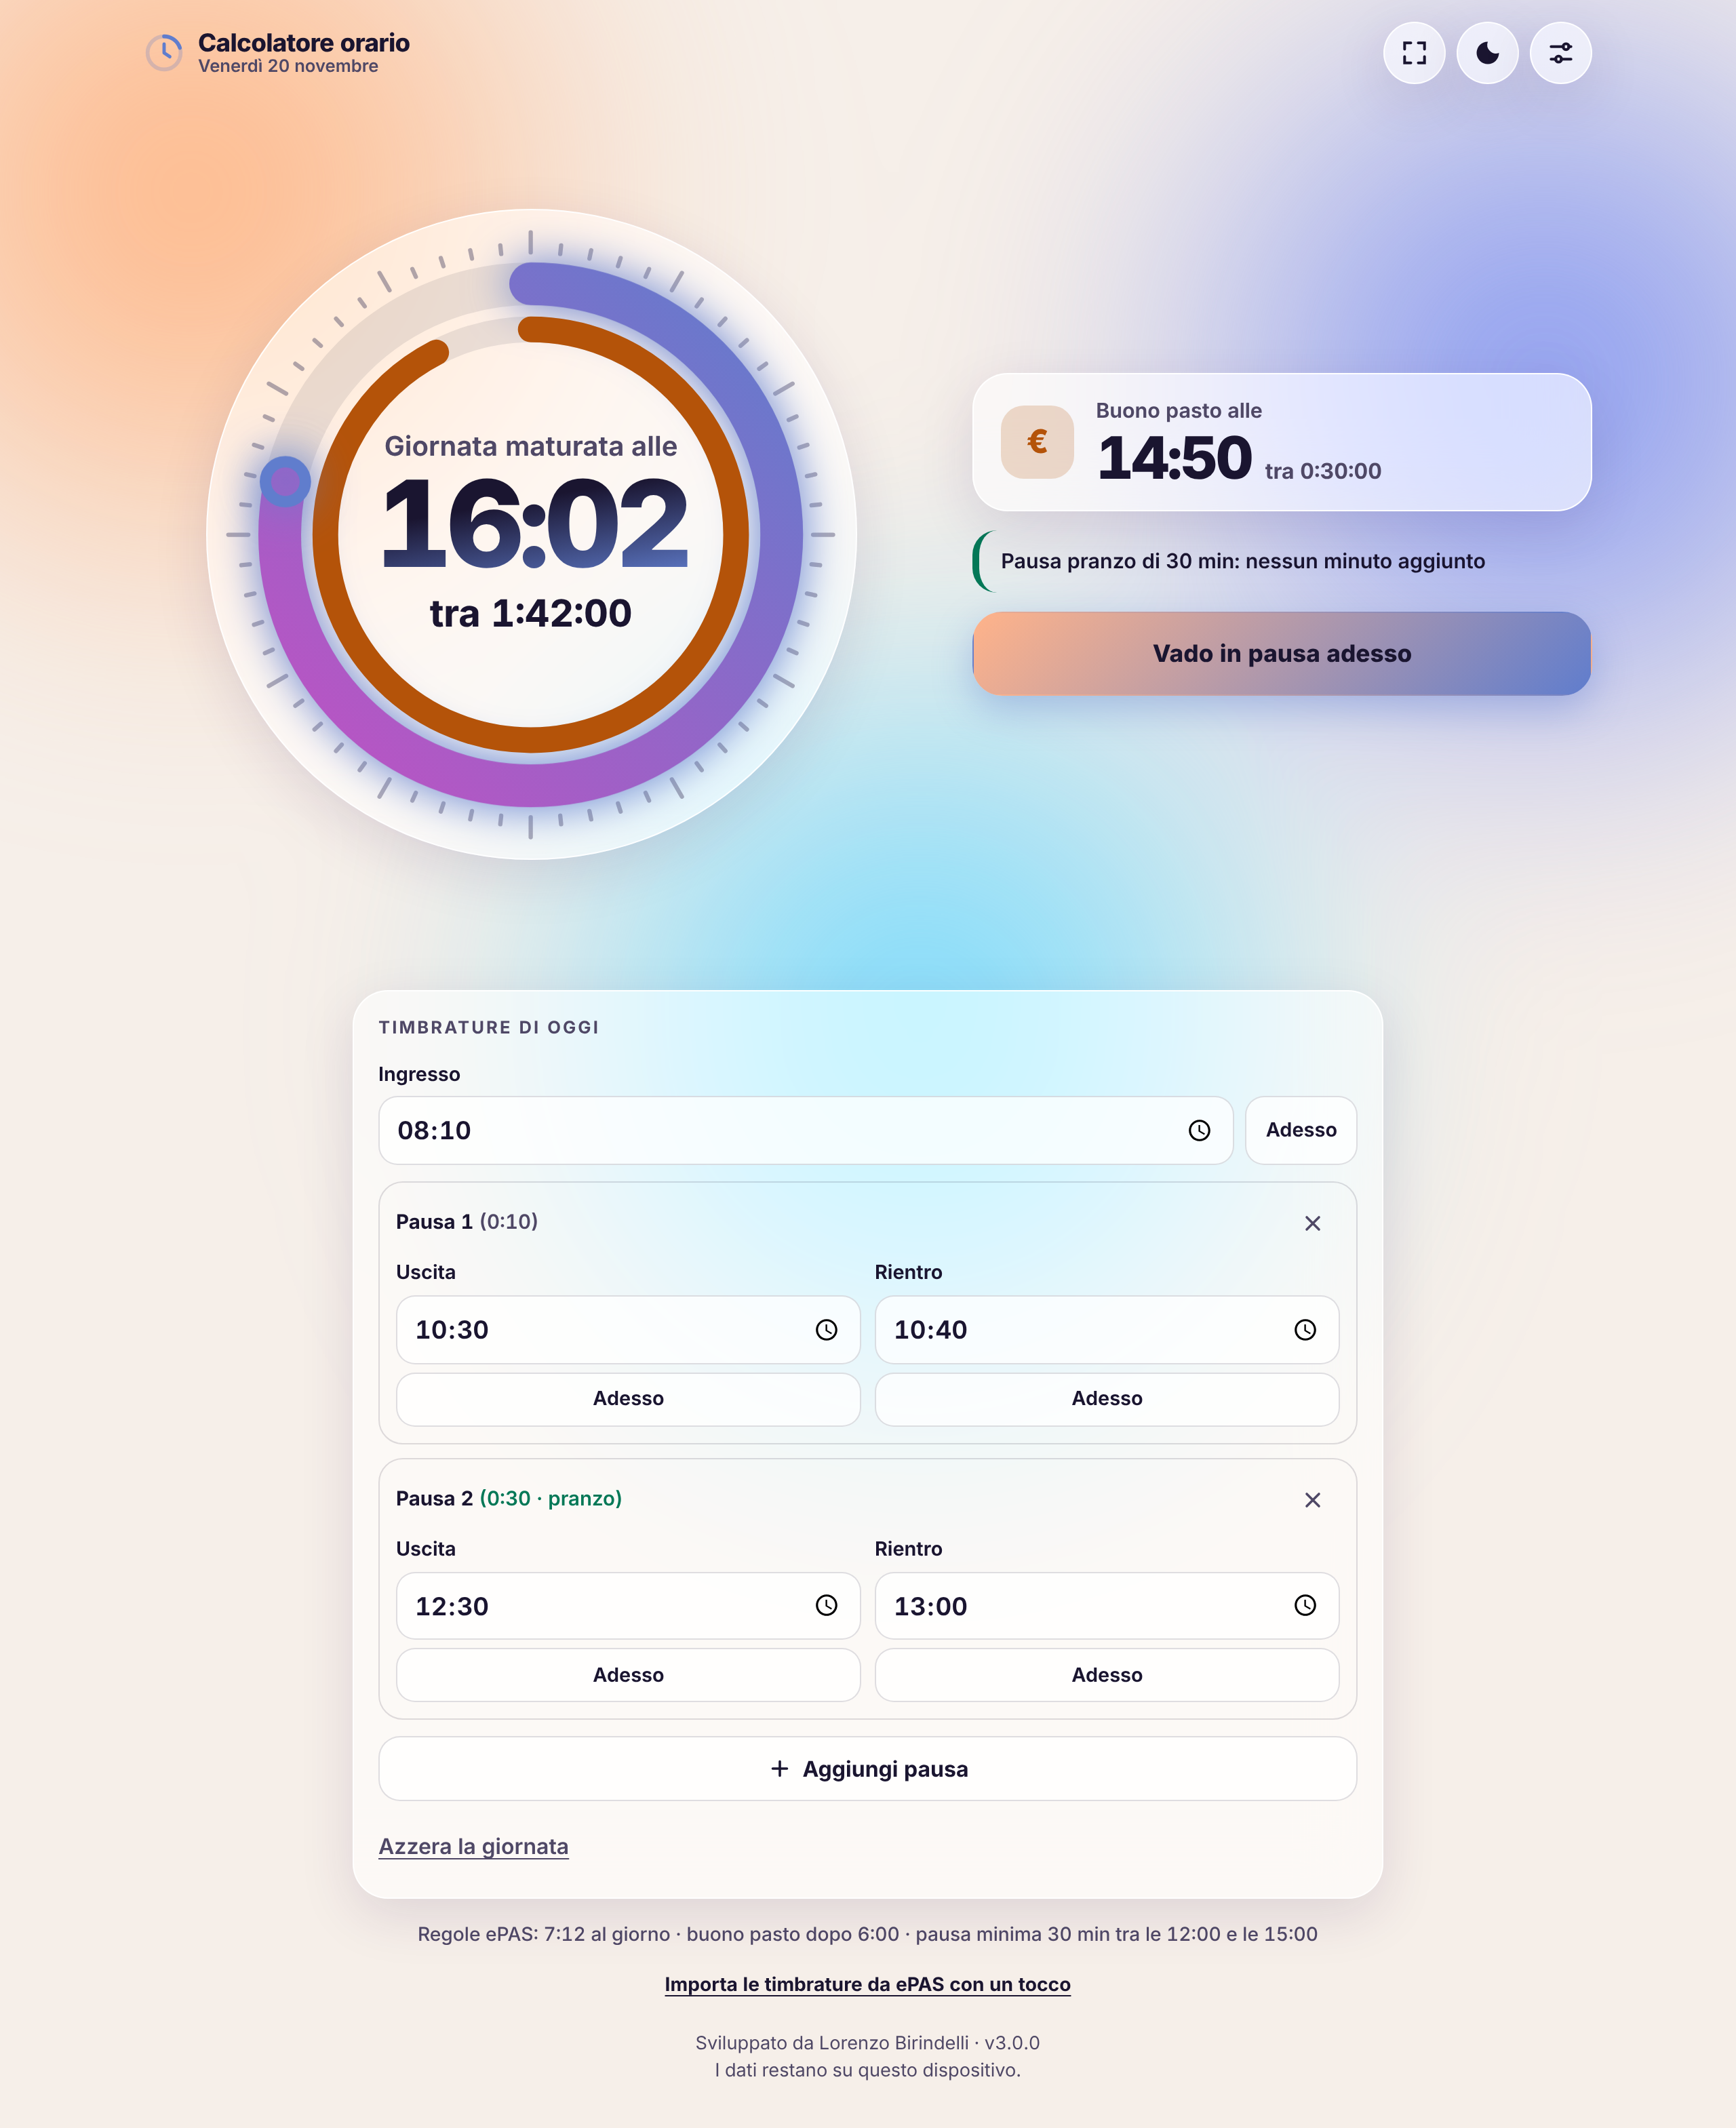 Calcolatore orario
Venerdì 20 novembre
Giornata maturata alle
16:02
tra 1:42:00
€
Buono pasto alle
14:50 tra 0:30:00
Pausa pranzo di 30 min: nessun minuto aggiunto
Vado in pausa adesso
TIMBRATURE DI OGGI
Ingresso
08:10 Adesso
Pausa 1 (0:10)
Uscita Rientro
10:30 10:40
Adesso Adesso
Pausa 2 (0:30 · pranzo)
Uscita Rientro
12:30 13:00
Adesso Adesso
+ Aggiungi pausa
Azzera la giornata
Regole ePAS: 7:12 al giorno · buono pasto dopo 6:00 · pausa minima 30 min tra le 12:00 e le 15:00
Importa le timbrature da ePAS con un tocco
Sviluppato da Lorenzo Birindelli · v3.0.0
I dati restano su questo dispositivo.